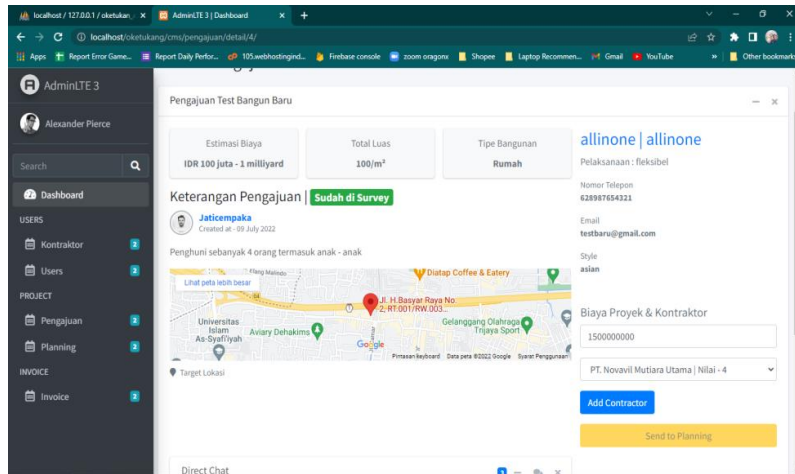 localhost / 127.0.0.1 / oketukan
AdminLTE 3 | Dashboard
localhost/oketukang/cms/pengajuan/detail/4/
Apps
Report Error Game...
Report Daily Perfor...
105.webhostingind...
Firebase console
zoom oragonx
Shopee
Laptop Recommen...
Gmail
YouTube
»
Other bookmarks
AdminLTE 3
Alexander Pierce
Search
Dashboard
USERS
Kontraktor 2
Users 2
PROJECT
Pengajuan 2
Planning 2
INVOICE
Invoice 2
Pengajuan Test Bangun Baru
Estimasi Biaya
IDR 100 juta - 1 milliyard
Total Luas
100/m²
Tipe Bangunan
Rumah
Keterangan Pengajuan | Sudah di Survey
Jaticempaka
Created at - 09 July 2022
Penghuni sebanyak 4 orang termasuk anak - anak
Lihat peta lebih besar
Diatap Coffee & Eatery
Jl. H.Basyar Raya No
2, RT.001/RW.003...
Universitas
Islam
As-Syafi'iyah
Aviary Dehakims
Gelanggang Olahraga
Trijaya Sport
Google
Pintasan keyboard
Data peta ©2022 Google
Syarat Penggunaan
Target Lokasi
Direct Chat
allinone | allinone
Pelaksanaan : fleksibel
Nomor Telepon
628987654321
Email
testbaru@gmail.com
Style
asian
Biaya Proyek & Kontraktor
1500000000
PT. Novavil Mutiara Utama | Nilai - 4
Add Contractor
Send to Planning